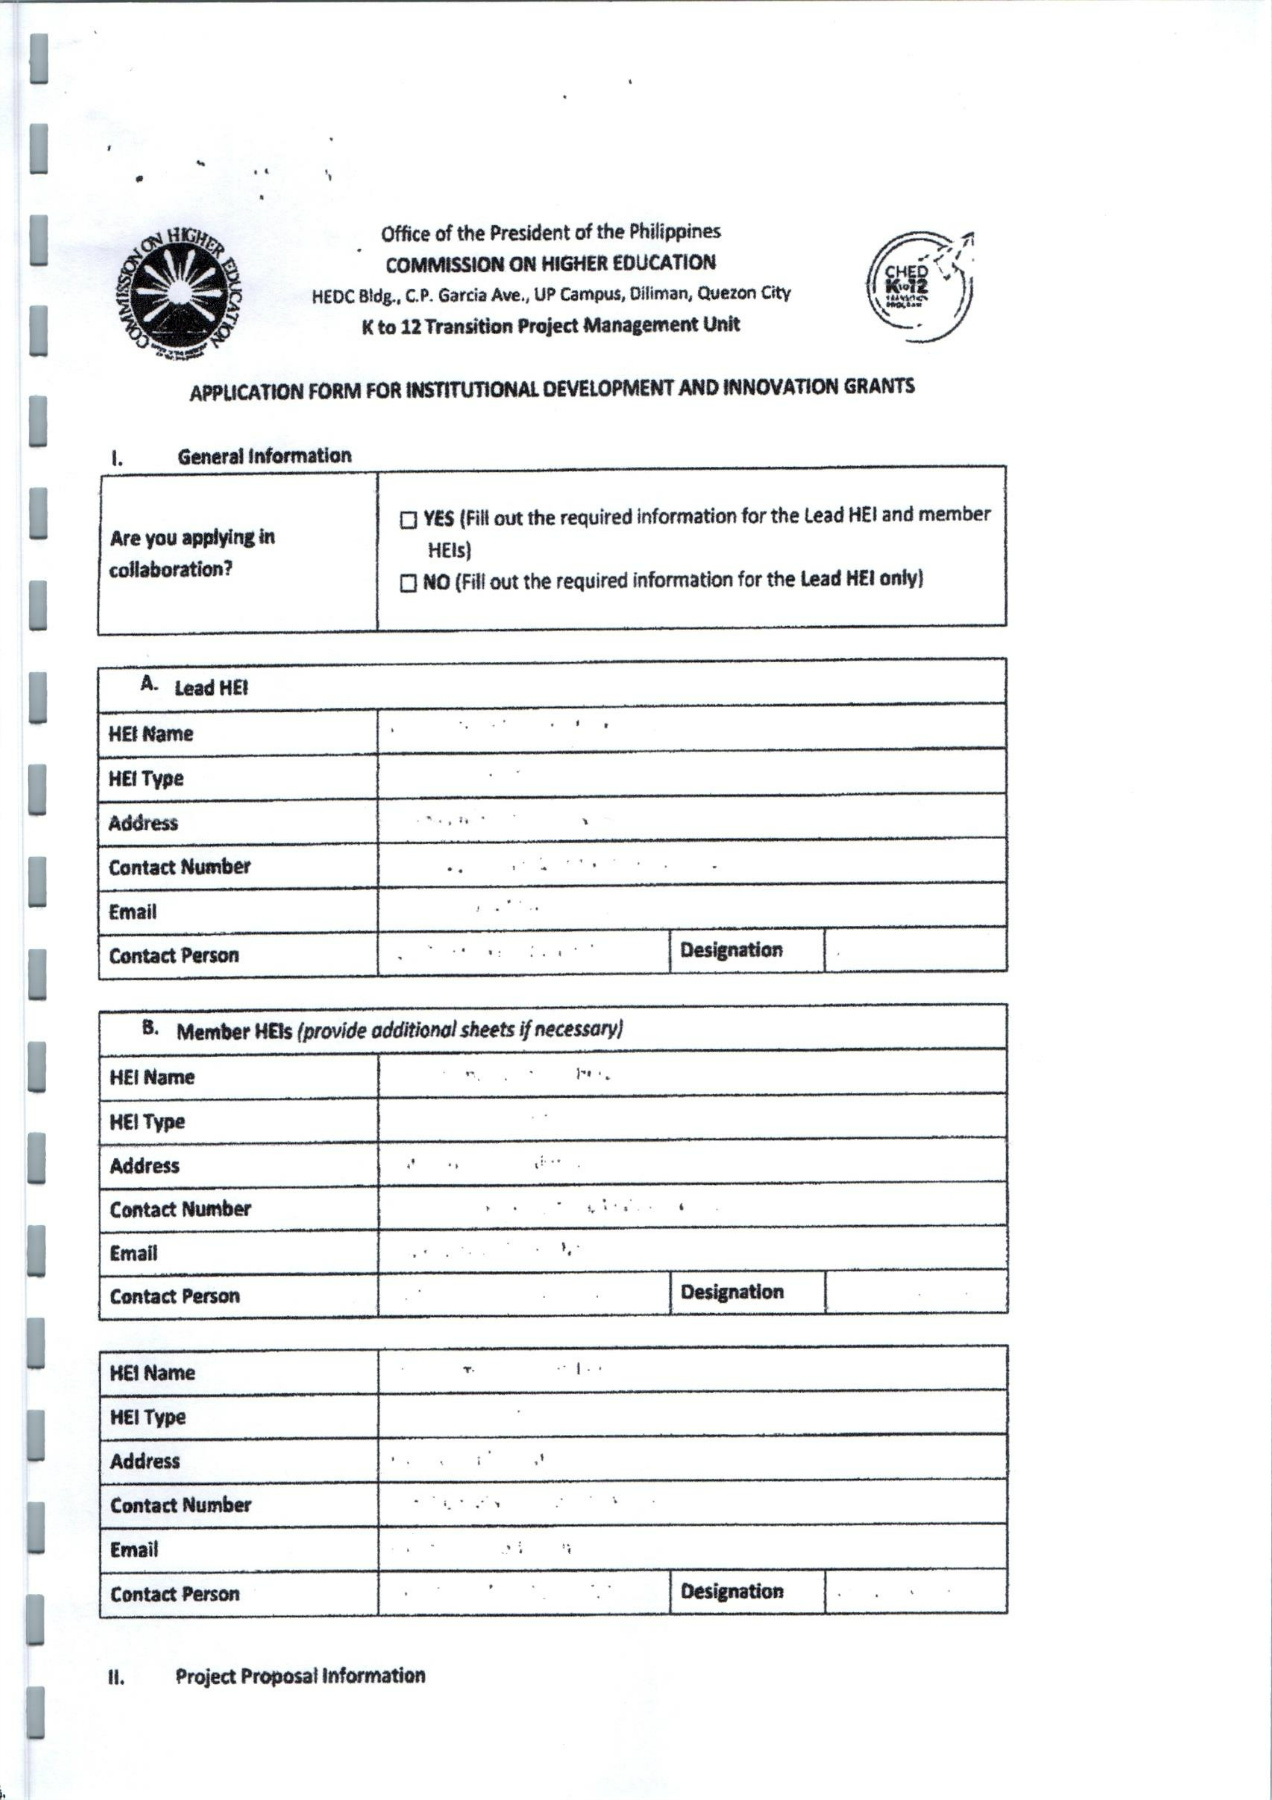 Office of the President of the Philippines
COMMISSION ON HIGHER EDUCATION
HEDC Bldg., C.P. Garcia Ave., UP Campus, Diliman, Quezon City
K to 12 Transition Project Management Unit
COMMISSION ON HIGHER EDUCATION
CHED
K to 12
TRANSITION
PROGRAM
APPLICATION FORM FOR INSTITUTIONAL DEVELOPMENT AND INNOVATION GRANTS
I. General Information
Are you applying in
collaboration?
☐ YES (Fill out the required information for the Lead HEI and member
HEIs)
☐ NO (Fill out the required information for the Lead HEI only)
A. Lead HEI
HEI Name
HEI Type
Address
Contact Number
Email
Contact Person Designation
B. Member HEIs (provide additional sheets if necessary)
HEI Name
HEI Type
Address
Contact Number
Email
Contact Person Designation
HEI Name
HEI Type
Address
Contact Number
Email
Contact Person Designation
II. Project Proposal Information